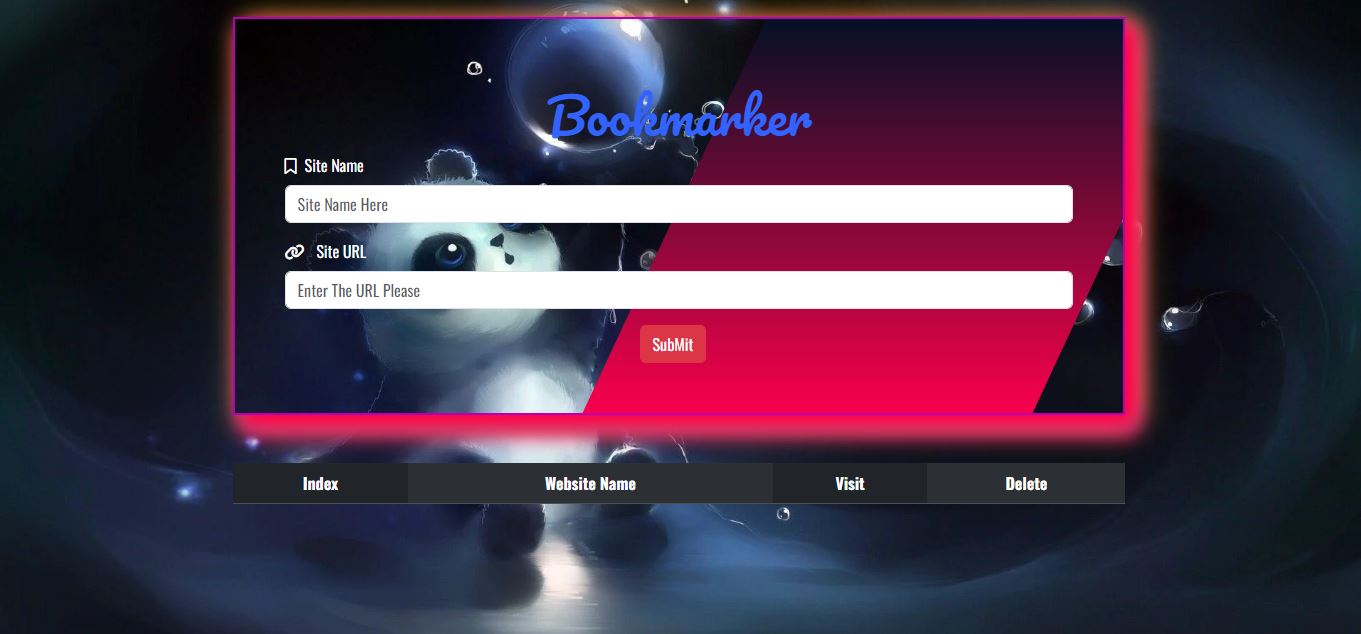 Bookmarker
Site Name
Site Name Here
Site URL
Enter The URL Please
SubMit
Index Website Name Visit Delete